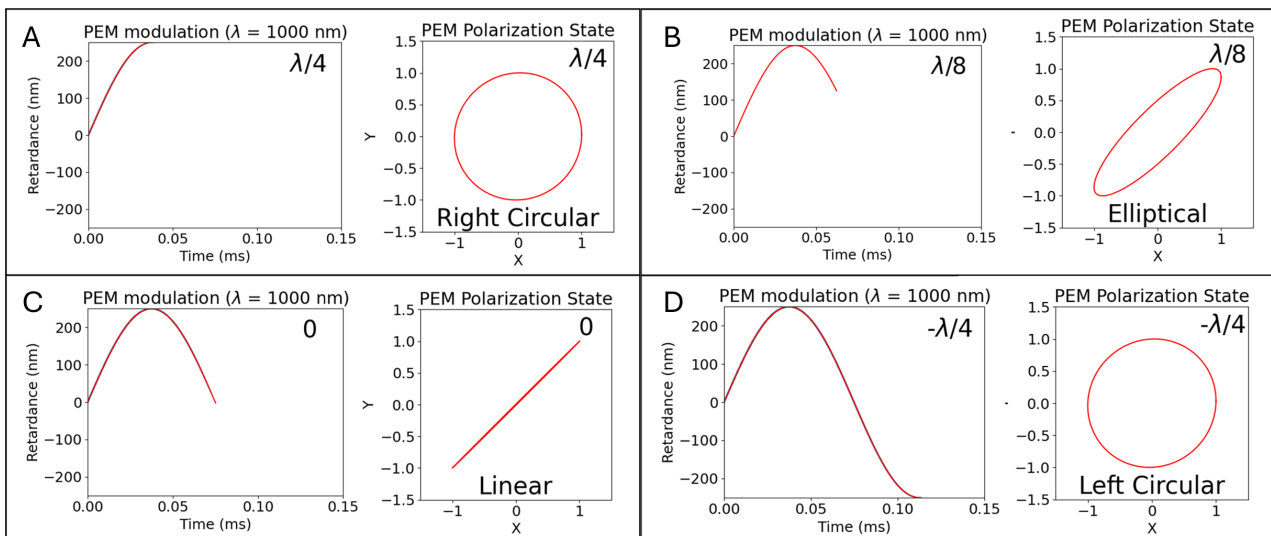 A
PEM modulation (λ = 1000 nm)
λ/4
Retardance (nm)
200
100
0
−100
−200
0.00 0.05 0.10 0.15
Time (ms)
PEM Polarization State
λ/4
Y
1.5
1.0
0.5
0.0
−0.5
−1.0
−1.5
Right Circular
−1 0 1
X
B
PEM modulation (λ = 1000 nm)
λ/8
Retardance (nm)
200
100
0
−100
−200
0.00 0.05 0.10 0.15
Time (ms)
PEM Polarization State
λ/8
1.5
1.0
0.5
0.0
−0.5
−1.0
−1.5
Elliptical
−1 0 1
X
C
PEM modulation (λ = 1000 nm)
0
Retardance (nm)
200
100
0
−100
−200
0.00 0.05 0.10 0.15
Time (ms)
PEM Polarization State
0
Y
1.5
1.0
0.5
0.0
−0.5
−1.0
−1.5
Linear
−1 0 1
X
D
PEM modulation (λ = 1000 nm)
-λ/4
Retardance (nm)
200
100
0
−100
−200
0.00 0.05 0.10 0.15
Time (ms)
PEM Polarization State
-λ/4
1.5
1.0
0.5
0.0
−0.5
−1.0
−1.5
Left Circular
−1 0 1
X